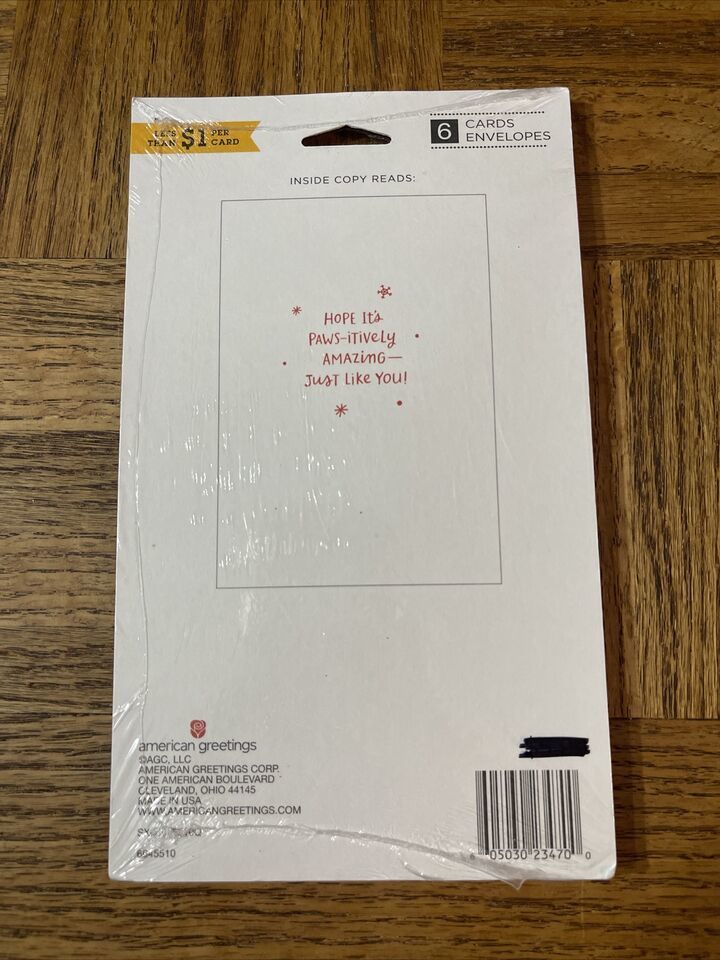 LESS
THAN $1 PER
CARD
6 CARDS
ENVELOPES
INSIDE COPY READS:
HOPE It's
PAWS-iTiVely
AMAZiNG—
JUST Like YOU!
american greetings
©AGC, LLC
AMERICAN GREETINGS CORP.
ONE AMERICAN BOULEVARD
CLEVELAND, OHIO 44145
MADE IN USA
WWW.AMERICANGREETINGS.COM
6645510
6 05030 23470 0